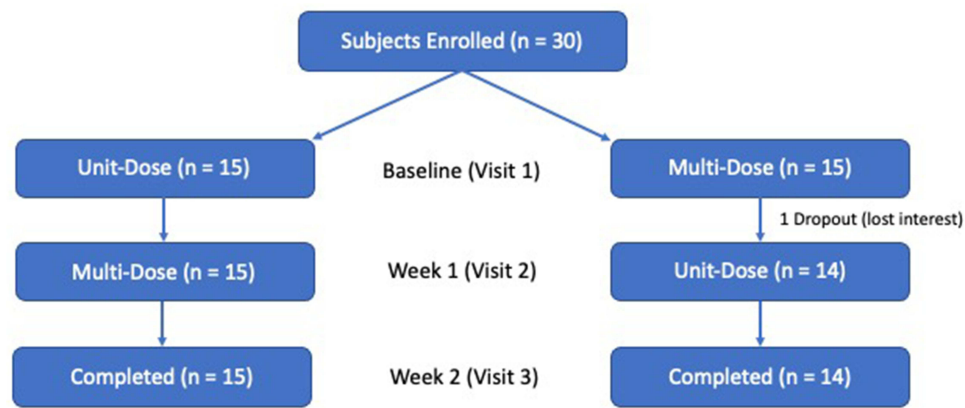 Subjects Enrolled (n = 30)
Unit-Dose (n = 15)
Baseline (Visit 1)
Multi-Dose (n = 15)
1 Dropout (lost interest)
Multi-Dose (n = 15)
Week 1 (Visit 2)
Unit-Dose (n = 14)
Completed (n = 15)
Week 2 (Visit 3)
Completed (n = 14)